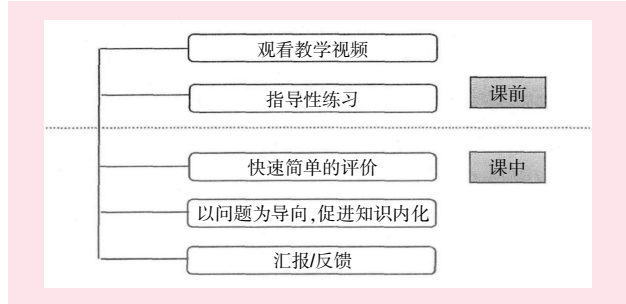 观看教学视频
指导性练习
课前
快速简单的评价
课中
以问题为导向,促进知识内化
汇报/反馈